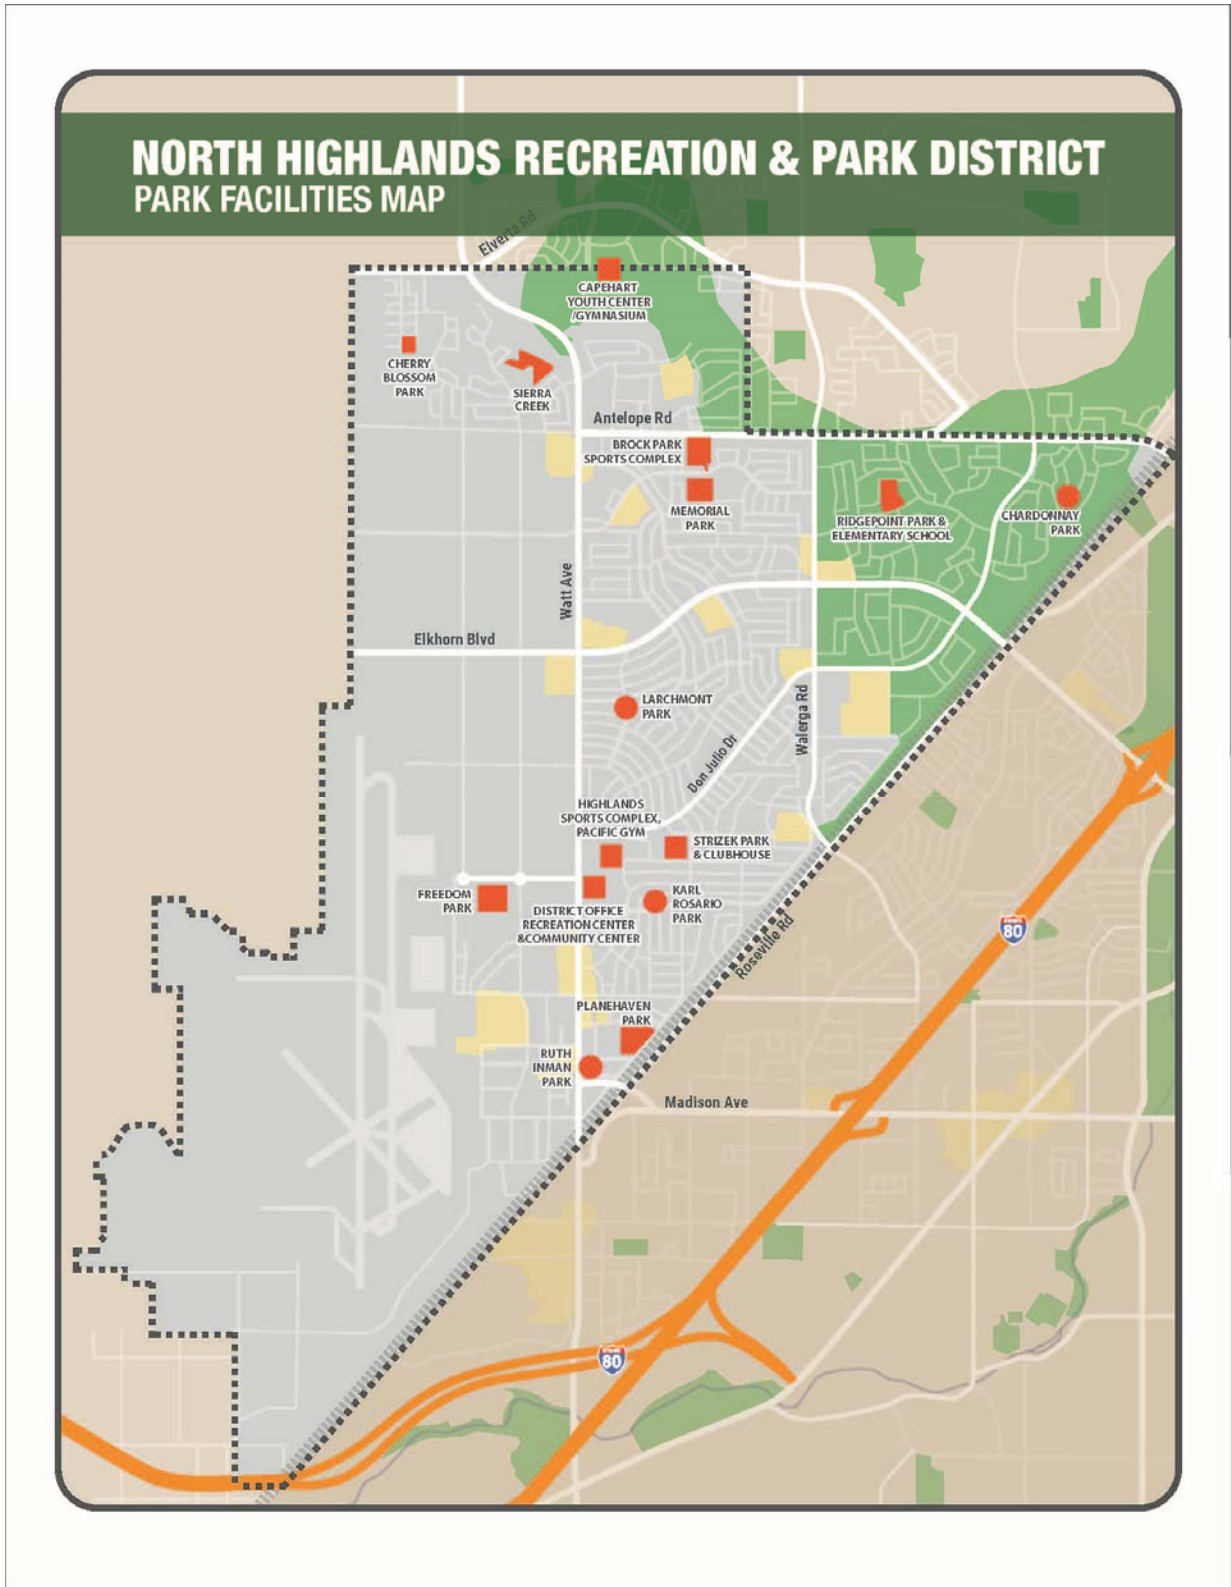 NORTH HIGHLANDS RECREATION & PARK DISTRICT
PARK FACILITIES MAP
Elverta Rd
CAPEHART
YOUTH CENTER
/GYMNASIUM
CHERRY
BLOSSOM
PARK
SIERRA
CREEK
Antelope Rd
BROCK PARK
SPORTS COMPLEX
MEMORIAL
PARK
RIDGEPOINT PARK &
ELEMENTARY SCHOOL
CHARDONNAY
PARK
Watt Ave
Elkhorn Blvd
LARCHMONT
PARK
Walerga Rd
Don Julio Dr
HIGHLANDS
SPORTS COMPLEX,
PACIFIC GYM
STRIZEK PARK
& CLUBHOUSE
FREEDOM
PARK
KARL
ROSARIO
PARK
DISTRICT OFFICE
RECREATION CENTER
&COMMUNITY CENTER
Roseville Rd
80
PLANEHAVEN
PARK
RUTH
INMAN
PARK
Madison Ave
80